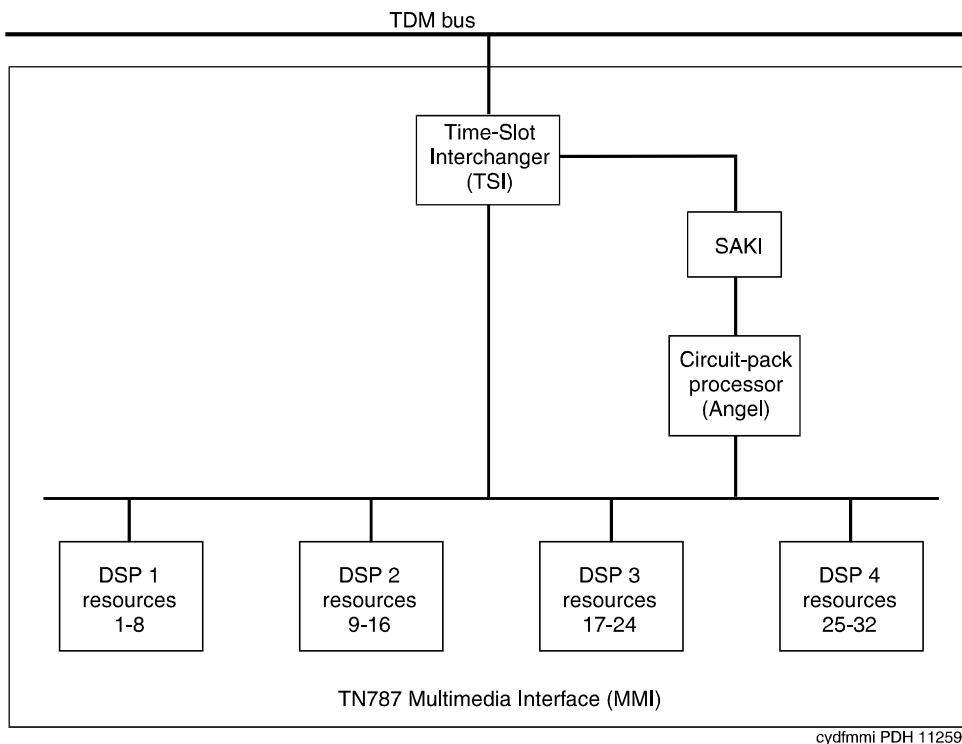 TDM bus
Time-Slot
Interchanger
(TSI)
SAKI
Circuit-pack
processor
(Angel)
DSP 1
resources
1-8
DSP 2
resources
9-16
DSP 3
resources
17-24
DSP 4
resources
25-32
TN787 Multimedia Interface (MMI)
cydfmmi PDH 11259